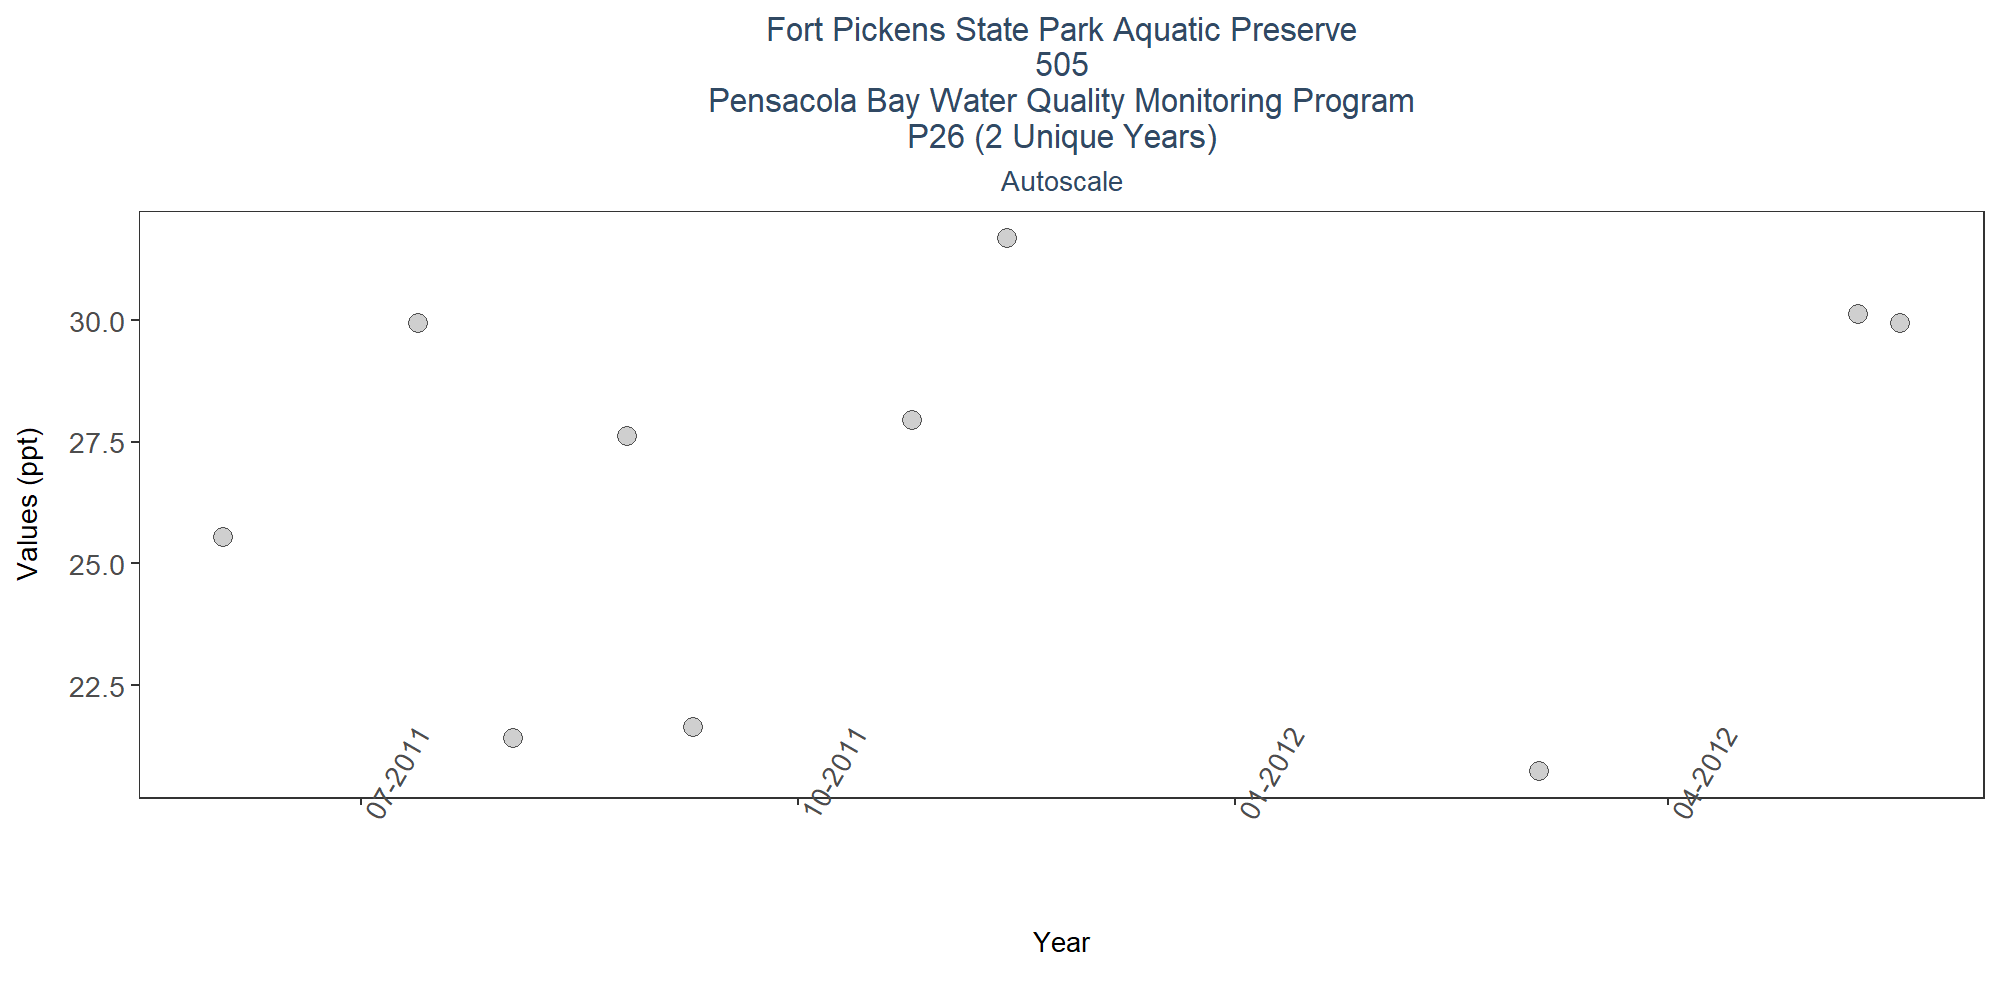 Fort Pickens State Park Aquatic Preserve
505
Pensacola Bay Water Quality Monitoring Program
P26 (2 Unique Years)
Autoscale
Values (ppt)
30.0
27.5
25.0
22.5
07-2011
10-2011
01-2012
04-2012
Year